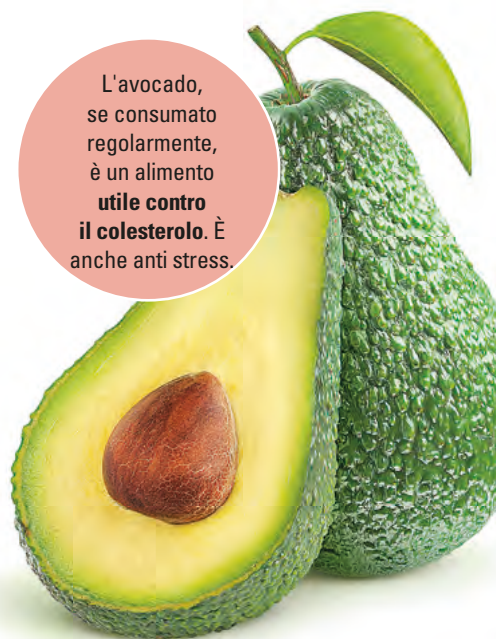 L'avocado,
se consumato
regolarmente,
è un alimento
utile contro
il colesterolo. È
anche anti stress.